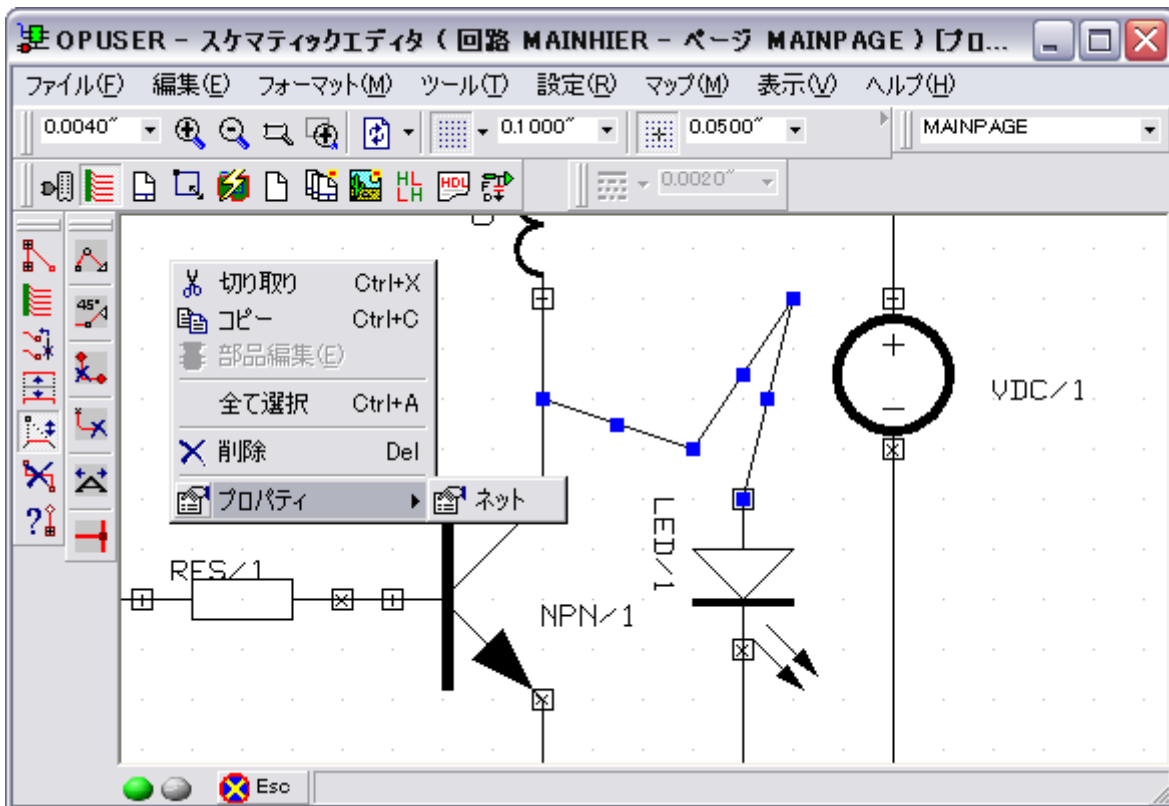 OPUSER - スケマティックエディタ ( 回路 MAINHIER - ページ MAINPAGE ) [プロ...
ファイル(F) 編集(E) フォーマット(M) ツール(T) 設定(R) マップ(M) 表示(V) ヘルプ(H)
0.0040" 0.1000" 0.0500" MAINPAGE
HL LH HDL 0.0020"
45°
切り取り Ctrl+X
コピー Ctrl+C
部品編集(E)
全て選択 Ctrl+A
削除 Del
プロパティ ネット
VDC/1
LED/1
RES/1
NPN/1
Esc